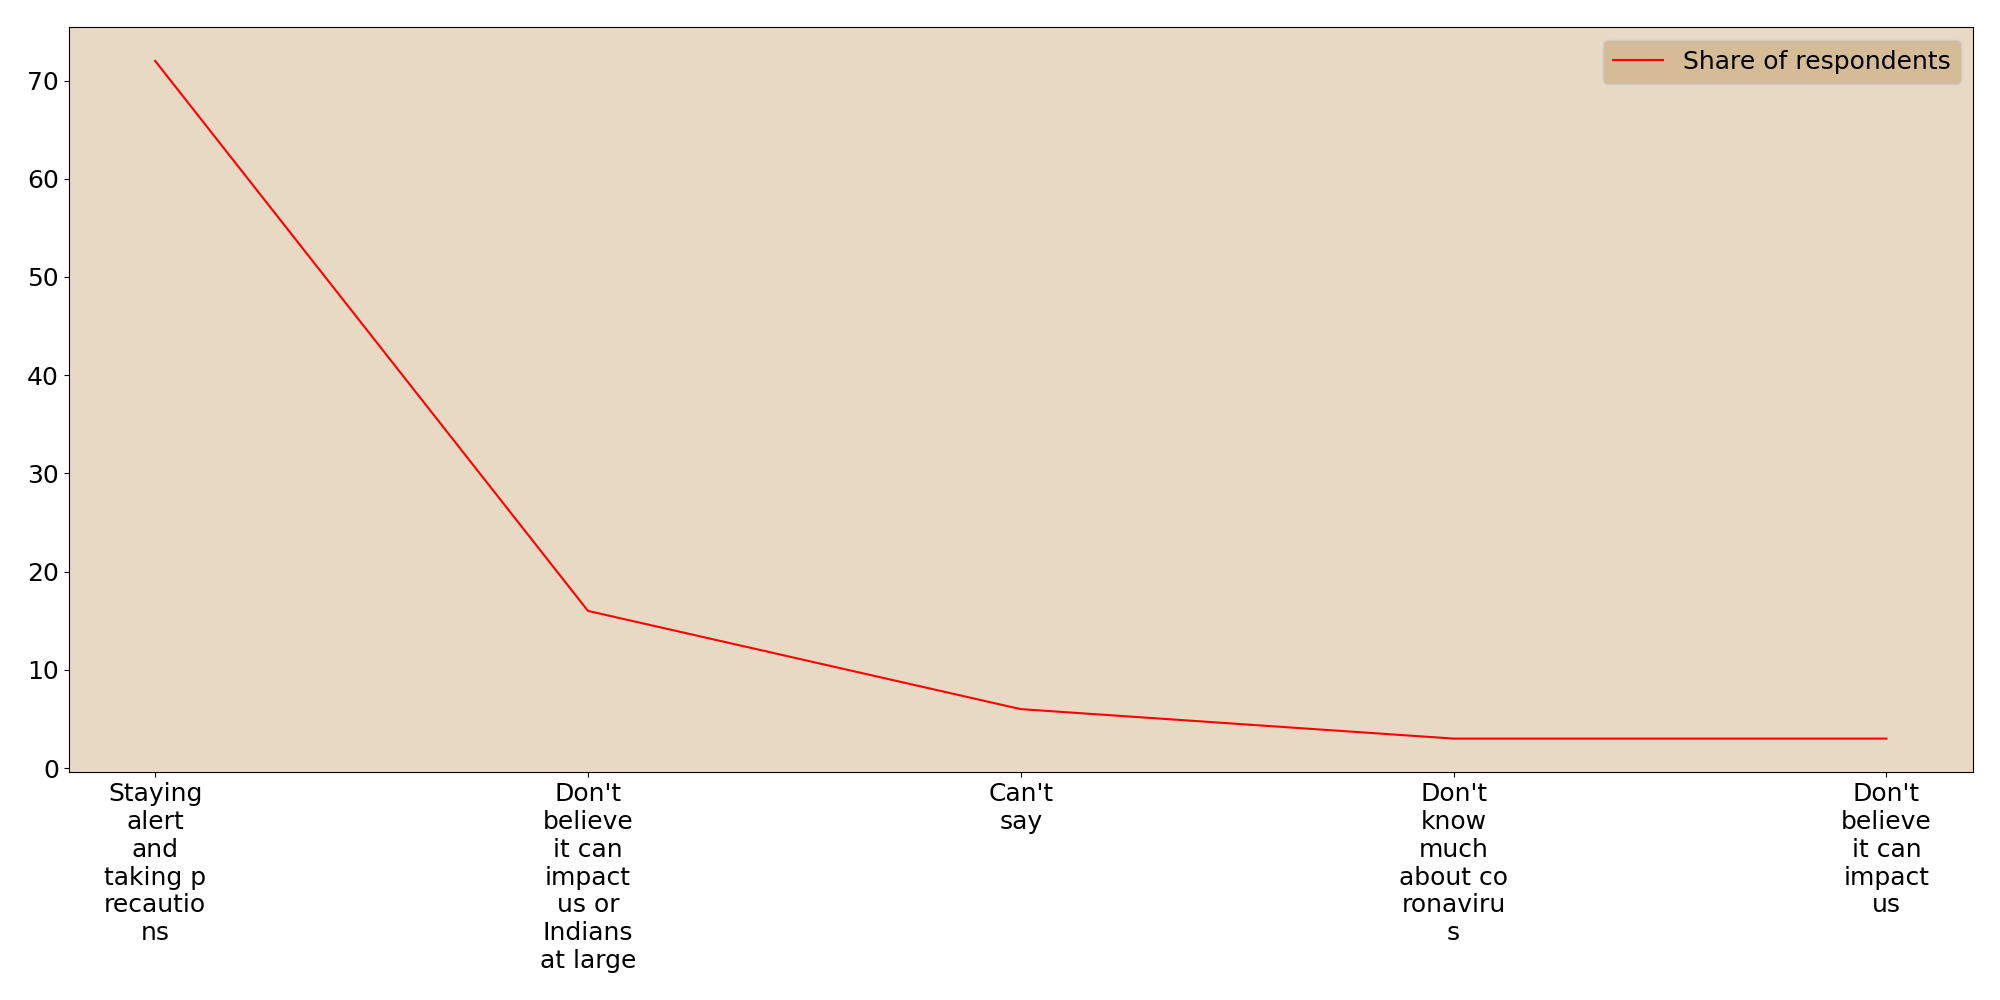 Share of respondents
70
60
50
40
30
20
10
0
Staying
alert
and
taking p
recautio
ns
Don't
believe
it can
impact
us or
Indians
at large
Can't
say
Don't
know
much
about co
ronaviru
s
Don't
believe
it can
impact
us